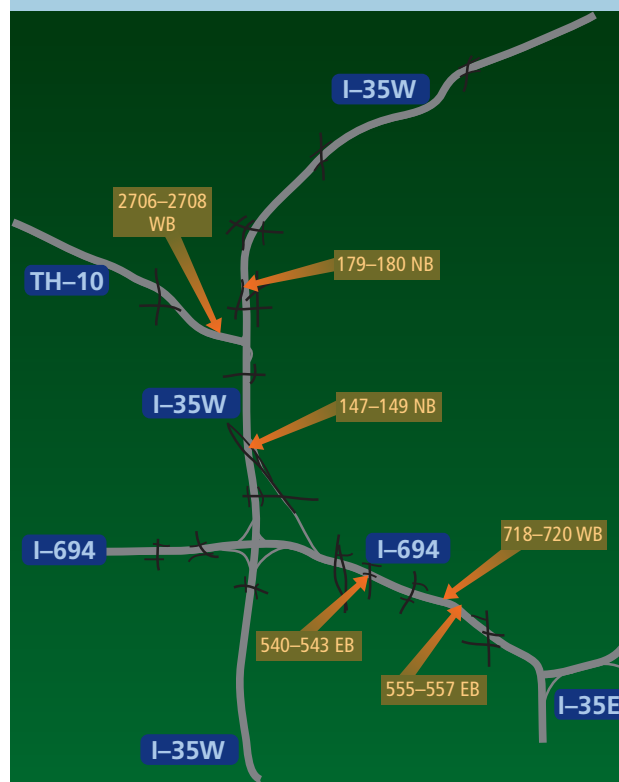 I–35W
2706–2708
WB
179–180 NB
TH–10
I–35W
147–149 NB
718–720 WB
I–694
I–694
540–543 EB
555–557 EB
I–35E
I–35W